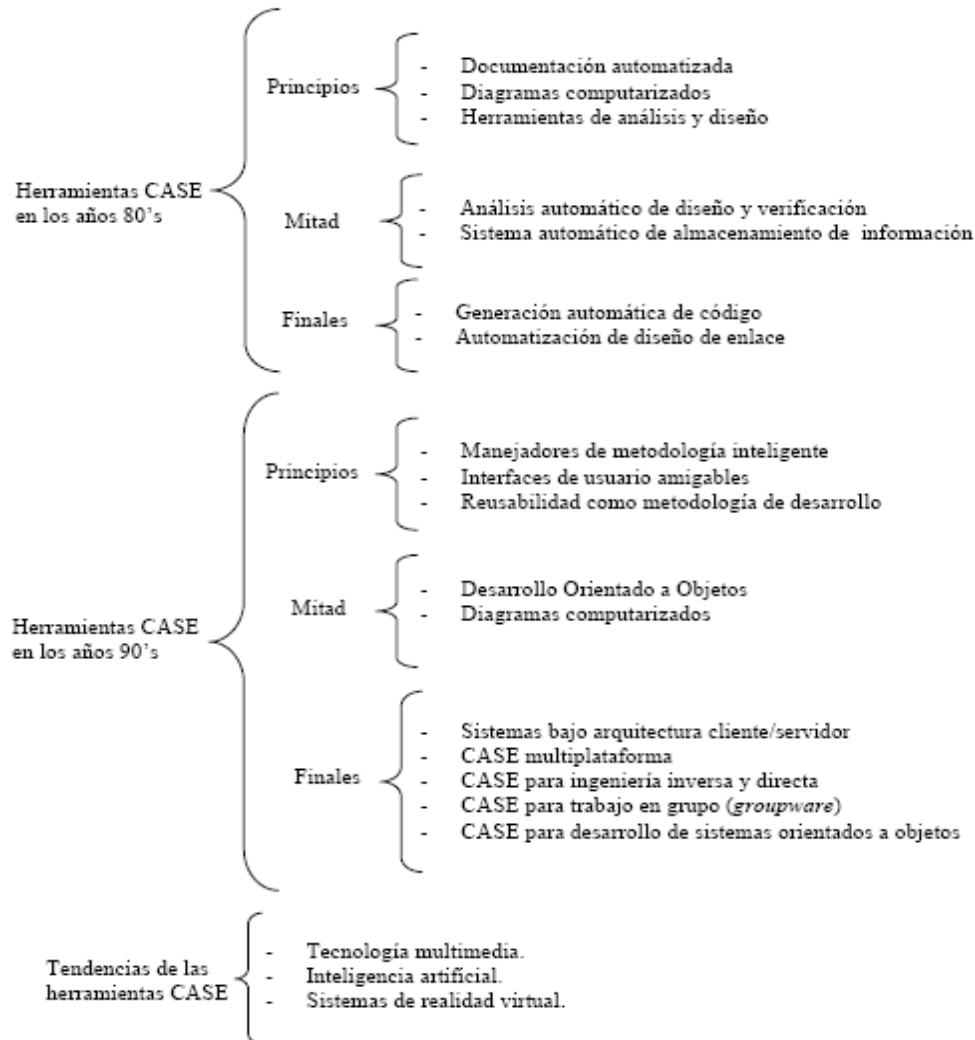 Principios
- Documentación automatizada
- Diagramas computarizados
- Herramientas de análisis y diseño
Herramientas CASE
en los años 80’s
Mitad
- Análisis automático de diseño y verificación
- Sistema automático de almacenamiento de información
Finales
- Generación automática de código
- Automatización de diseño de enlace
Principios
- Manejadores de metodología inteligente
- Interfaces de usuario amigables
- Reusabilidad como metodología de desarrollo
Herramientas CASE
en los años 90’s
Mitad
- Desarrollo Orientado a Objetos
- Diagramas computarizados
Finales
- Sistemas bajo arquitectura cliente/servidor
- CASE multiplataforma
- CASE para ingeniería inversa y directa
- CASE para trabajo en grupo (groupware)
- CASE para desarrollo de sistemas orientados a objetos
Tendencias de las
herramientas CASE
- Tecnología multimedia.
- Inteligencia artificial.
- Sistemas de realidad virtual.